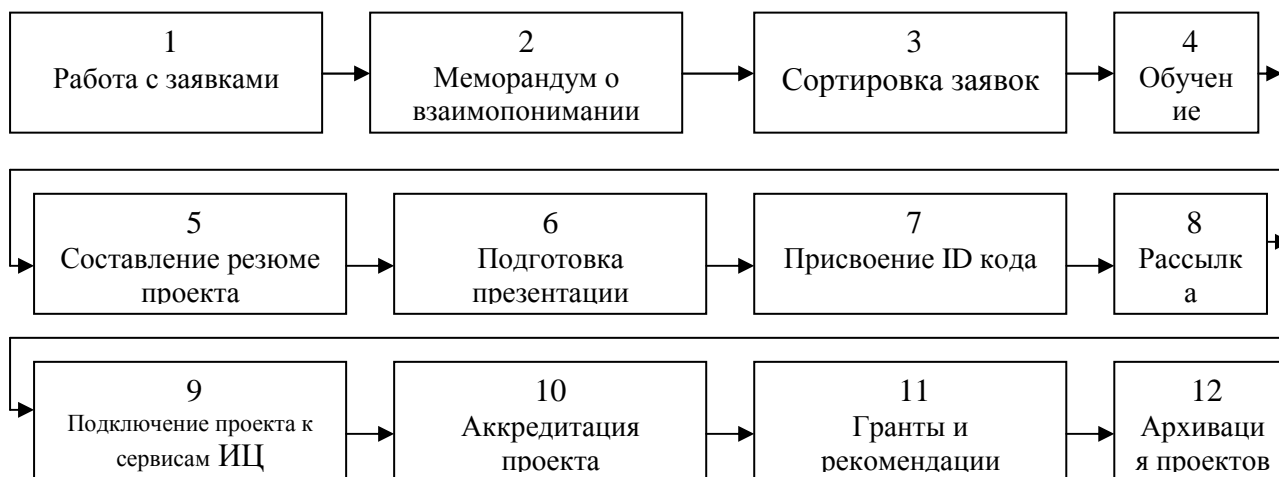 1
Работа с заявками
2
Меморандум о
взаимопонимании
3
Сортировка заявок
4
Обучен
ие
5
Составление резюме
проекта
6
Подготовка
презентации
7
Присвоение ID кода
8
Рассылк
а
9
Подключение проекта к
сервисам ИЦ
10
Аккредитация
проекта
11
Гранты и
рекомендации
12
Архиваци
я проектов